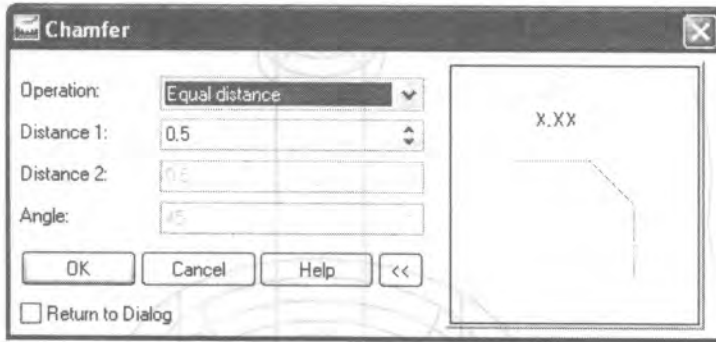 Chamfer
Operation: Equal distance
Distance 1: 0.5
Distance 2: 0.5
Angle: 45
OK Cancel Help <<
Return to Dialog
X.XX